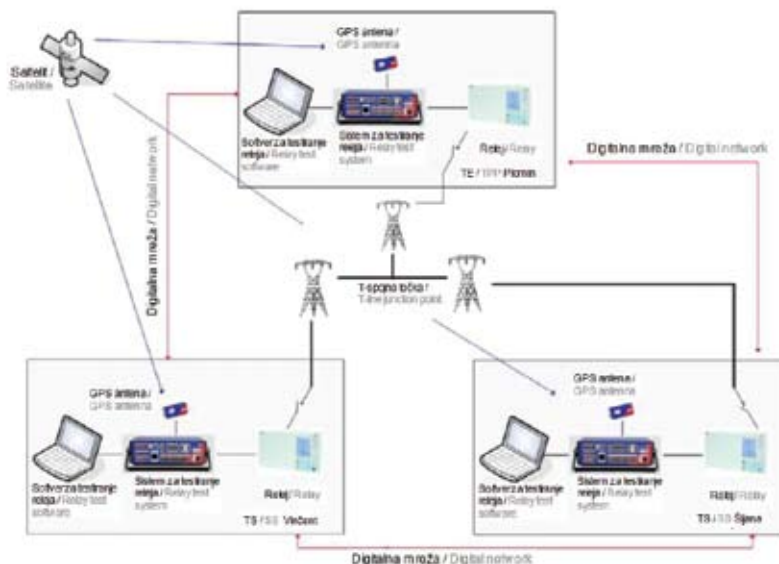 GPS antena /
GPS antenna
Satelit /
Satellite
Softver za testiranje
releja / Relay test
software
Sistem za testiranje
releja / Relay test
system
Relej / Relay
TE / TPP Plomin
Digitalna mreža / Digital network
Digitalna mreža / Digital network
T-spojna točka /
T-line junction point
GPS antena /
GPS antenna
Softver za testiranje
releja / Relay test
software
Sistem za testiranje
releja / Relay test
system
Relej / Relay
TS / SS Vinčent
GPS antena /
GPS antenna
Softver za testiranje
releja / Relay test
software
Sistem za testiranje
releja / Relay test
system
Relej / Relay
TS / SS Šijana
Digitalna mreža / Digital network